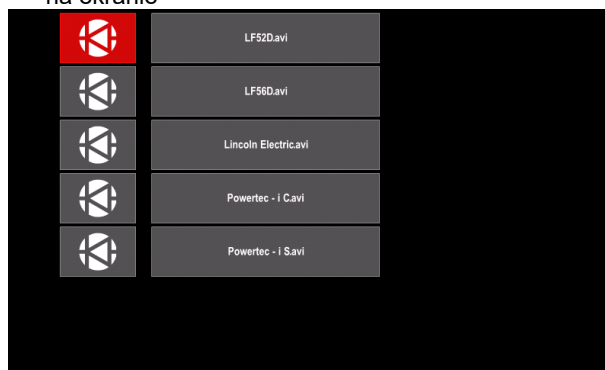 na ekranie
LF52D.avi
LF56D.avi
Lincoln Electric.avi
Powertec - i C.avi
Powertec - i S.avi